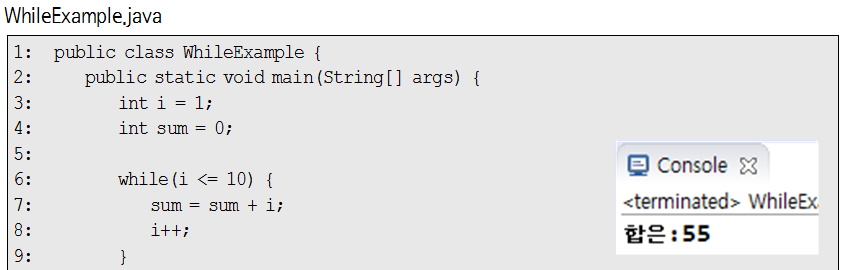 WhileExample.java
1: public class WhileExample {
2: public static void main(String[] args) {
3: int i = 1;
4: int sum = 0;
5:
6: while(i <= 10) {
7: sum = sum + i;
8: i++;
9: }
Console
<terminated> WhileExa
합은:55